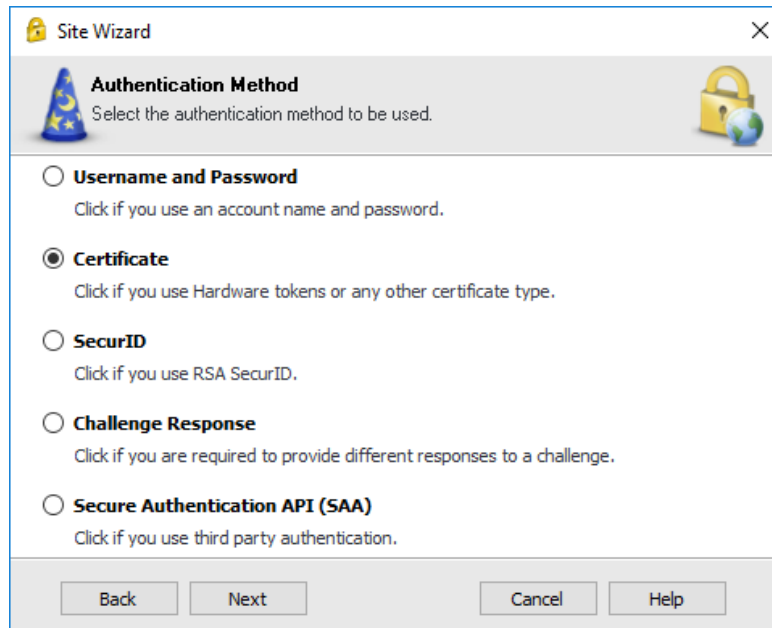 Site Wizard
Authentication Method
Select the authentication method to be used.
Username and Password
Click if you use an account name and password.
Certificate
Click if you use Hardware tokens or any other certificate type.
SecurID
Click if you use RSA SecurID.
Challenge Response
Click if you are required to provide different responses to a challenge.
Secure Authentication API (SAA)
Click if you use third party authentication.
Back Next Cancel Help